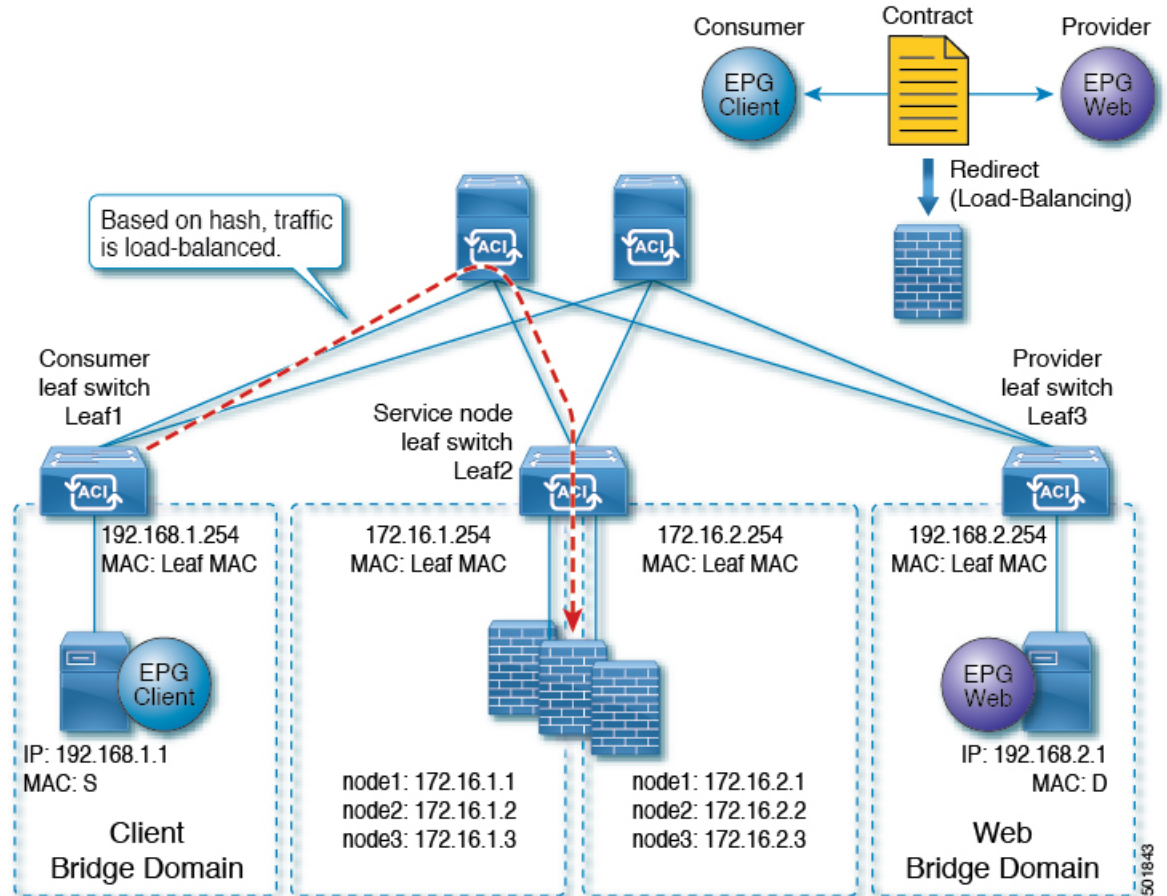 Consumer
Contract
Provider
EPG
Client
EPG
Web
Redirect
(Load-Balancing)
Based on hash, traffic
is load-balanced.
ACI
ACI
Consumer
leaf switch
Leaf1
Service node
leaf switch
Leaf2
Provider
leaf switch
Leaf3
ACI
ACI
ACI
192.168.1.254
MAC: Leaf MAC
172.16.1.254
MAC: Leaf MAC
172.16.2.254
MAC: Leaf MAC
192.168.2.254
MAC: Leaf MAC
EPG
Client
EPG
Web
IP: 192.168.1.1
MAC: S
node1: 172.16.1.1
node2: 172.16.1.2
node3: 172.16.1.3
node1: 172.16.2.1
node2: 172.16.2.2
node3: 172.16.2.3
IP: 192.168.2.1
MAC: D
Client
Bridge Domain
Web
Bridge Domain
501843